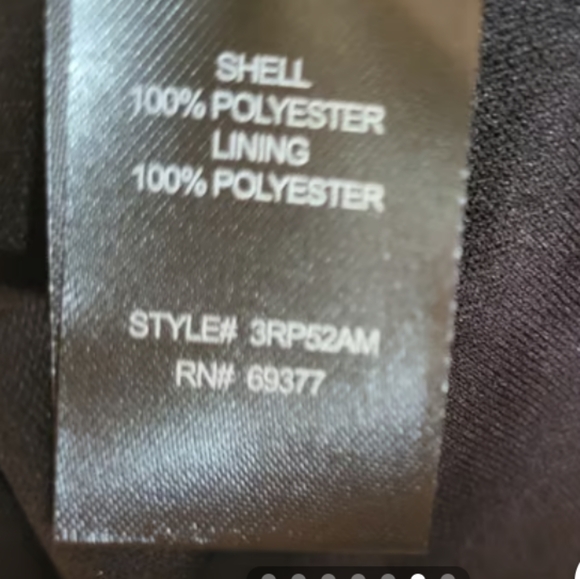 SHELL
100% POLYESTER
LINING
100% POLYESTER
STYLE# 3RP52AM
RN# 69377